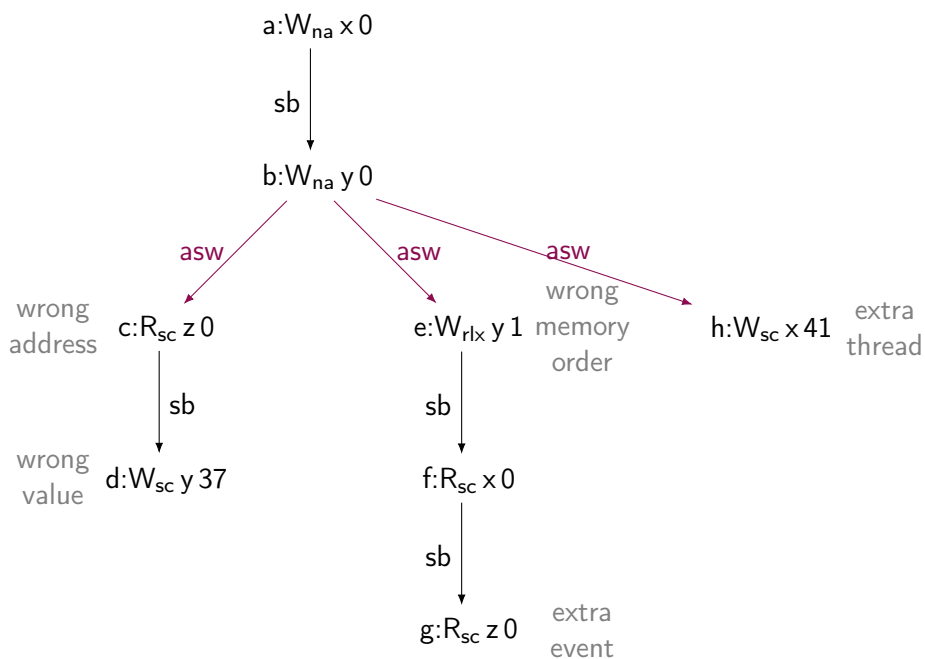 a:W_na x 0
sb
b:W_na y 0
asw
asw
asw
wrong
address
c:R_sc z 0
e:W_rlx y 1
wrong
memory
order
h:W_sc x 41
extra
thread
sb
sb
wrong
value
d:W_sc y 37
f:R_sc x 0
sb
g:R_sc z 0
extra
event